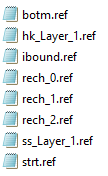 botm.ref
hk_Layer_1.ref
ibound.ref
rech_0.ref
rech_1.ref
rech_2.ref
ss_Layer_1.ref
strt.ref